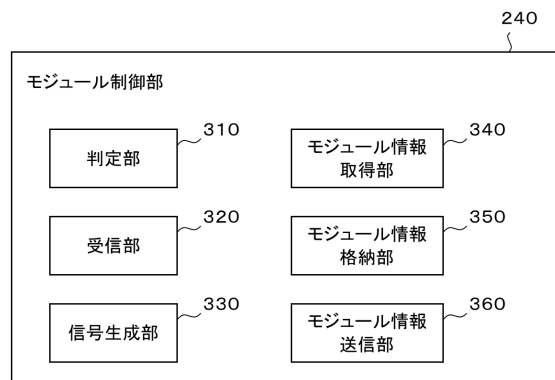 240
モジュール制御部
310
判定部
340
モジュール情報
取得部
320
受信部
350
モジュール情報
格納部
330
信号生成部
360
モジュール情報
送信部